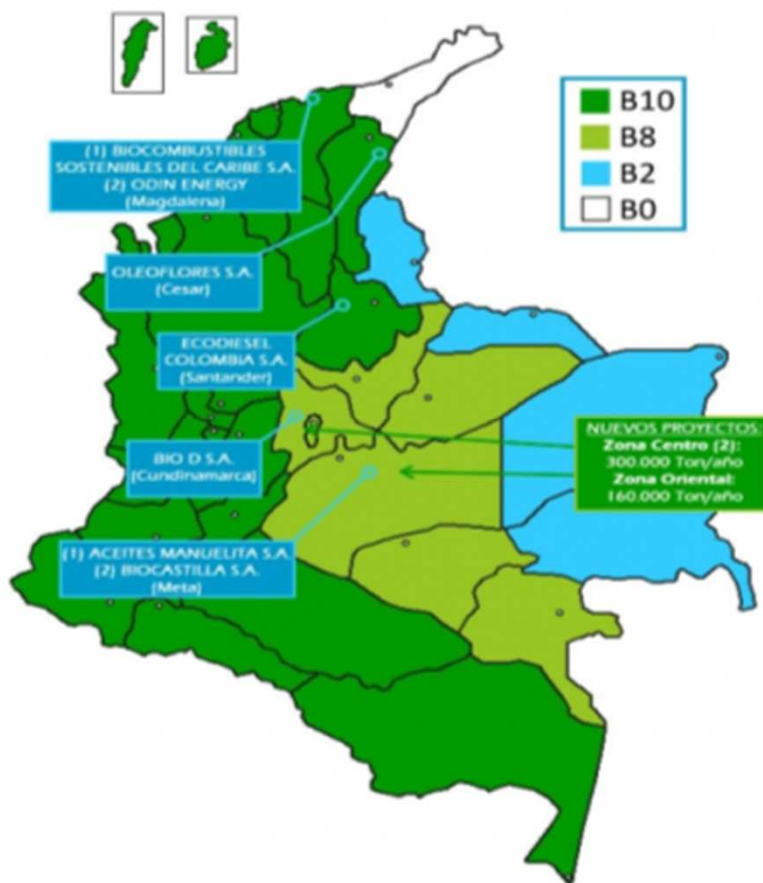 B10
B8
B2
B0
(1) BIOCOMBUSTIBLES
SOSTENIBLES DEL CARIBE S.A.
(2) ODIN ENERGY
(Magdalena)
OLEOFLORES S.A.
(Cesar)
ECODIESEL
COLOMBIA S.A.
(Santander)
BIO D S.A.
(Cundinamarca)
(1) ACEITES MANUELITA S.A.
(2) BIOCASTILLA S.A.
(Meta)
NUEVOS PROYECTOS:
Zona Centro (2):
300.000 Ton/año
Zona Oriental:
160.000 Ton/año